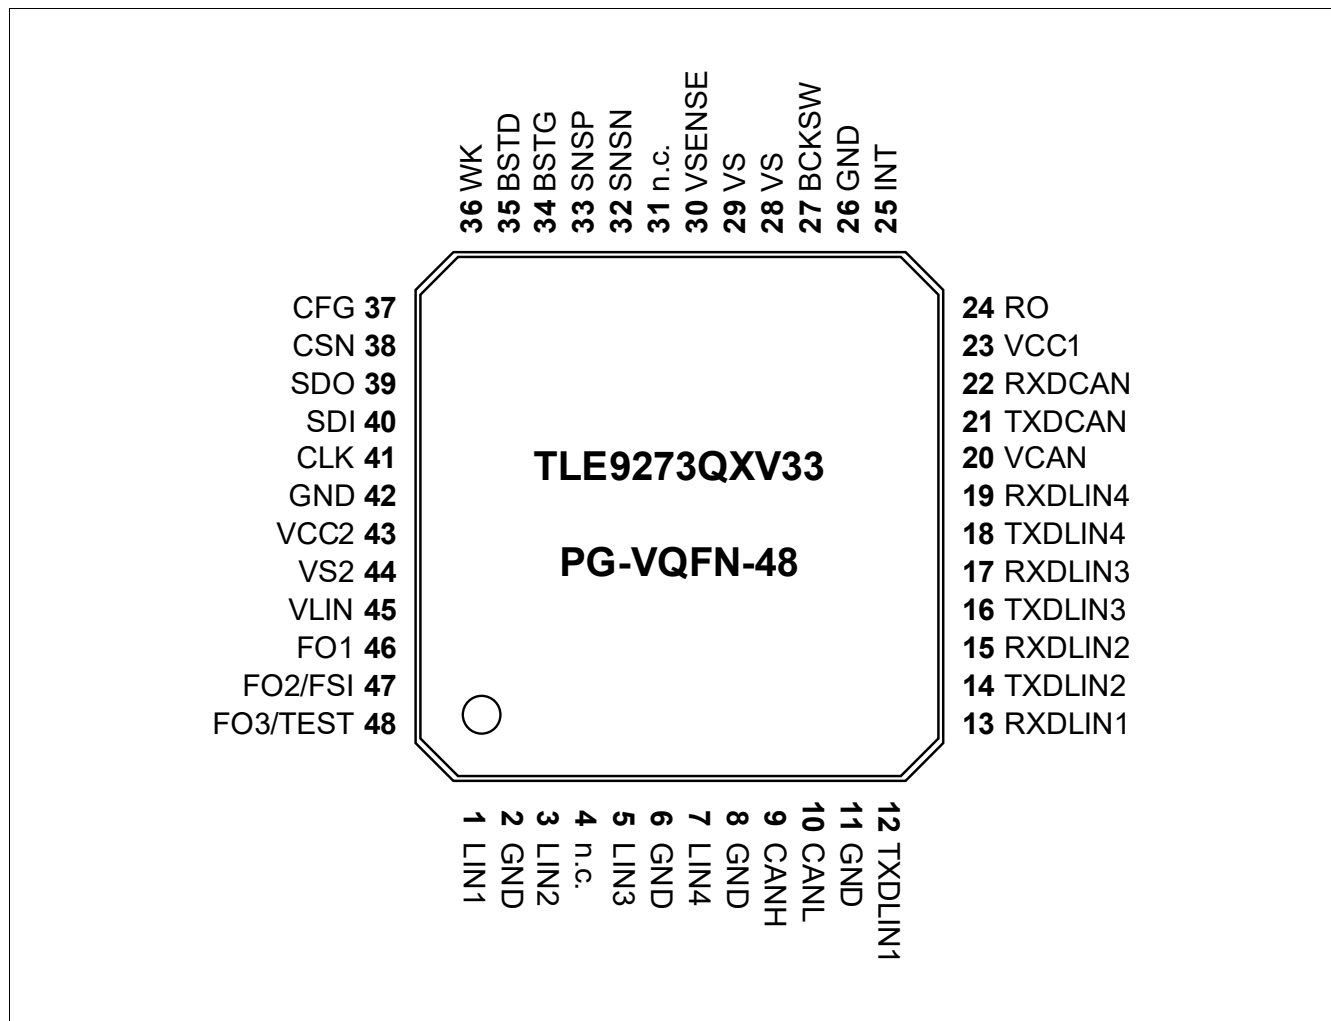 36 WK
35 BSTD
34 BSTG
33 SNSP
32 SNSN
31 n.c.
30 VSENSE
29 VS
28 VS
27 BCKSW
26 GND
25 INT
CFG 37
CSN 38
SDO 39
SDI 40
CLK 41
GND 42
VCC2 43
VS2 44
VLIN 45
FO1 46
FO2/FSI 47
FO3/TEST 48
TLE9273QXV33
PG-VQFN-48
24 RO
23 VCC1
22 RXDCAN
21 TXDCAN
20 VCAN
19 RXDLIN4
18 TXDLIN4
17 RXDLIN3
16 TXDLIN3
15 RXDLIN2
14 TXDLIN2
13 RXDLIN1
1 LIN1
2 GND
3 LIN2
4 n.c.
5 LIN3
6 GND
7 LIN4
8 GND
9 CANH
10 CANL
11 GND
12 TXDLIN1